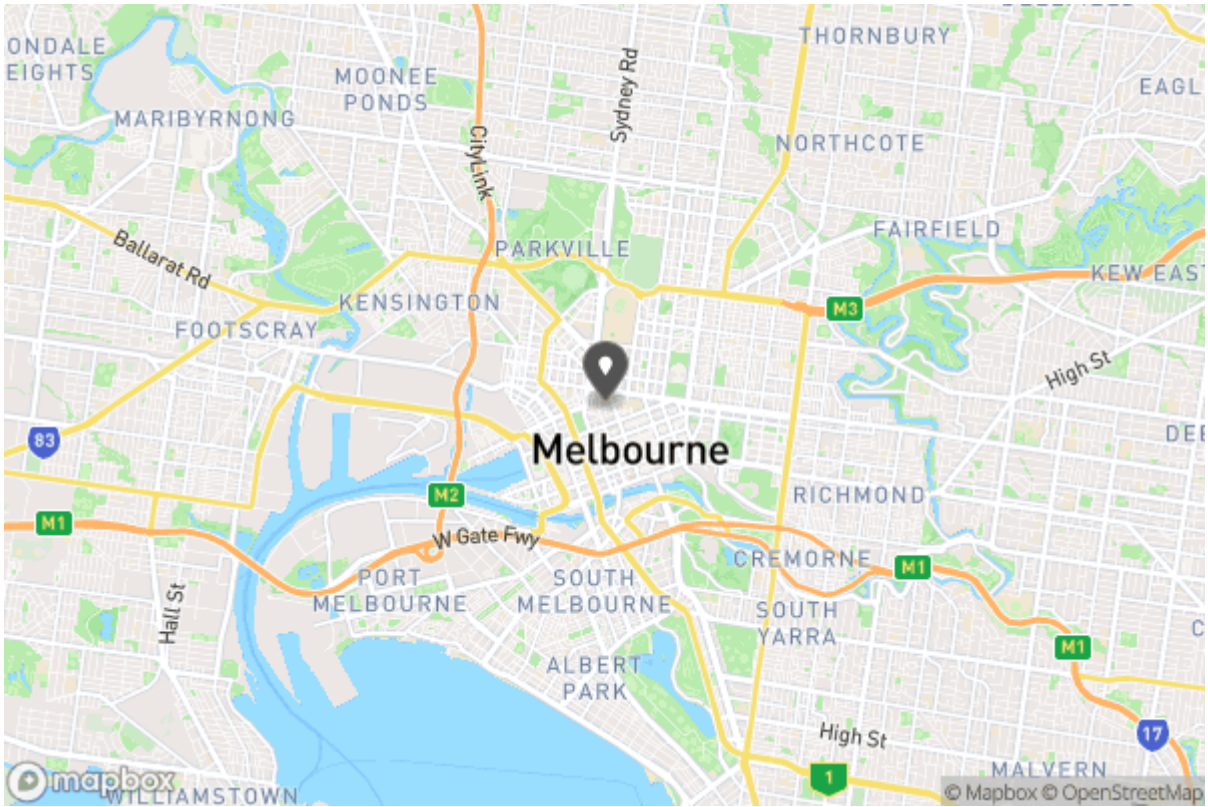 THORNBURY
ONDALE
EIGHTS
MOONEE
PONDS
Sydney Rd
EAGL
MARIBYRNONG
CityLink
NORTHCOTE
FAIRFIELD
PARKVILLE
Ballarat Rd
KEW EAST
KENSINGTON
M3
FOOTSCRAY
High St
83
Melbourne
DEE
M2
RICHMOND
M1
W Gate Fwy
CREMORNE
M1
PORT
MELBOURNE
SOUTH
MELBOURNE
Hall St
SOUTH
YARRA
C
M1
ALBERT
PARK
High St
17
1
MALVERN
mapbox
WILLIAMSTOWN
© Mapbox © OpenStreetMap